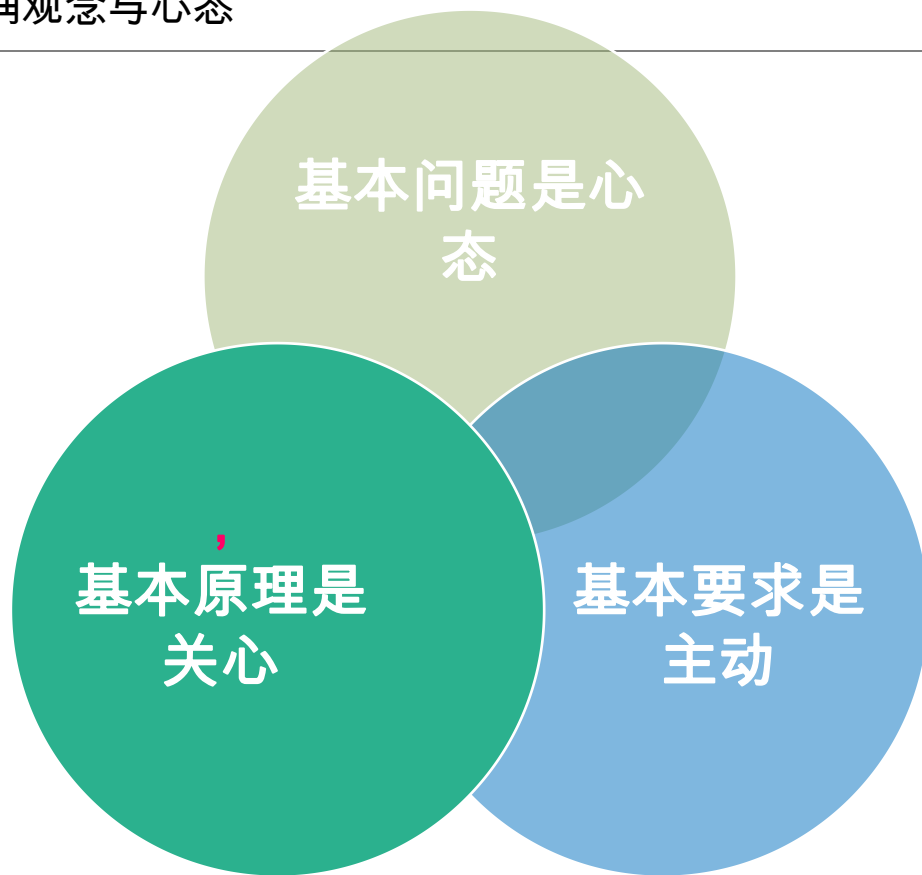 观念与心态
基本问题是心
态
,
基本原理是
关心
基本要求是
主动